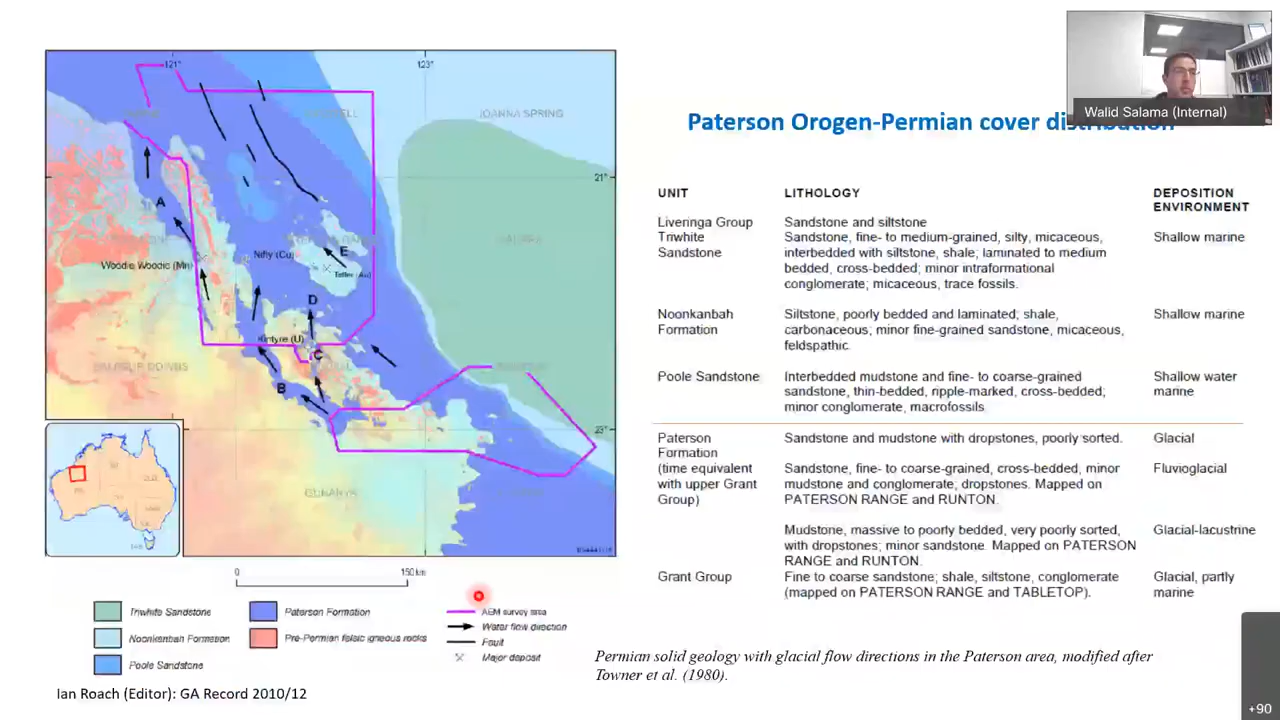 Walid Salama (Internal)
Paterson Orogen-Permian cover distribution
121°
123°
JOANNA SPRING
21°
A
E
Nifty (Cu)
Woodie Woodie (Mn)
Telfer (Au)
D
Kintyre (U)
C
B
23°
0
150 km
Triwhite Sandstone
Noonkanbah Formation
Poole Sandstone
Paterson Formation
Pre-Permian felsic igneous rocks
AEM survey area
Water flow direction
Fault
Major deposit
Ian Roach (Editor): GA Record 2010/12
UNIT
LITHOLOGY
DEPOSITION
ENVIRONMENT
Liveringa Group
Sandstone and siltstone
Triwhite
Sandstone
Sandstone, fine- to medium-grained, silty, micaceous,
interbedded with siltstone, shale; laminated to medium
bedded, cross-bedded; minor intraformational
conglomerate; micaceous, trace fossils.
Shallow marine
Noonkanbah
Formation
Siltstone, poorly bedded and laminated; shale,
carbonaceous; minor fine-grained sandstone, micaceous,
feldspathic.
Shallow marine
Poole Sandstone
Interbedded mudstone and fine- to coarse-grained
sandstone, thin-bedded, ripple-marked, cross-bedded;
minor conglomerate, macrofossils
Shallow water
marine
Paterson
Formation
(time equivalent
with upper Grant
Group)
Sandstone and mudstone with dropstones, poorly sorted.
Glacial
Sandstone, fine- to coarse-grained, cross-bedded, minor
mudstone and conglomerate, dropstones. Mapped on
PATERSON RANGE and RUNTON.
Fluvioglacial
Mudstone, massive to poorly bedded, very poorly sorted,
with dropstones; minor sandstone. Mapped on PATERSON
RANGE and RUNTON.
Glacial-lacustrine
Grant Group
Fine to coarse sandstone; shale, siltstone, conglomerate
(mapped on PATERSON RANGE and TABLETOP).
Glacial, partly
marine
Permian solid geology with glacial flow directions in the Paterson area, modified after
Towner et al. (1980).
+90